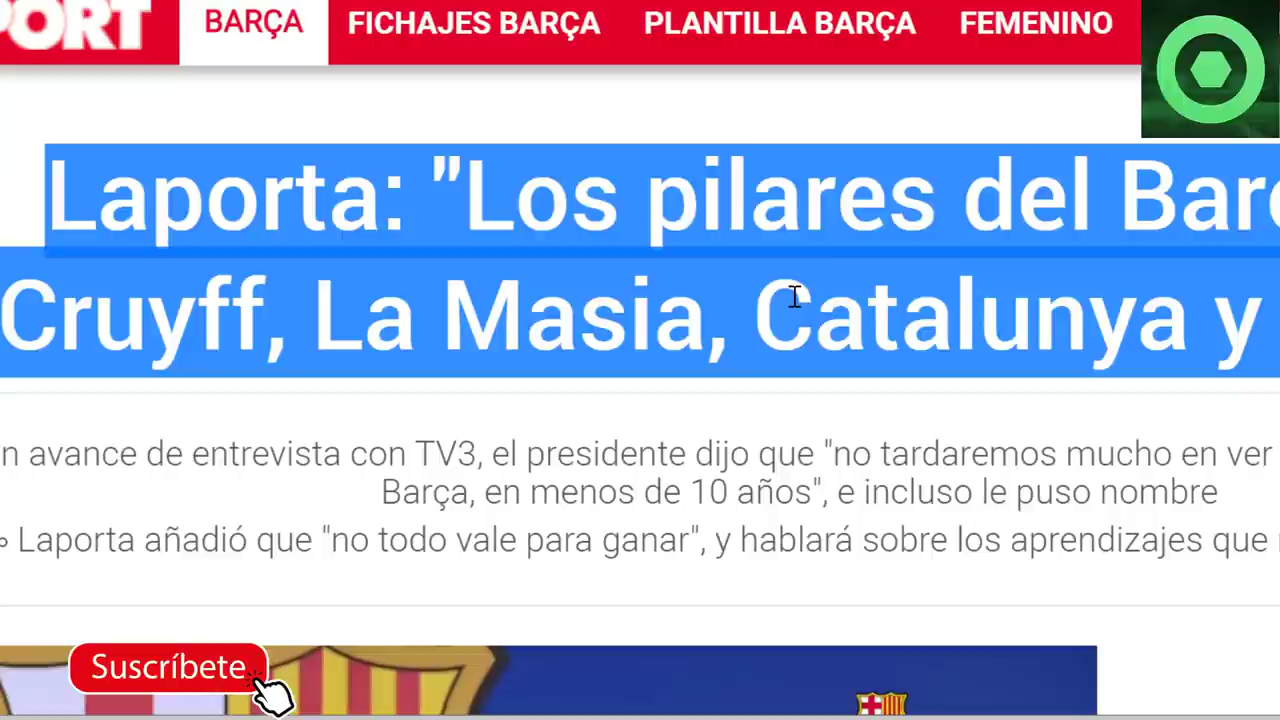 PORT BARÇA FICHAJES BARÇA PLANTILLA BARÇA FEMENINO
Laporta: "Los pilares del Barc
Cruyff, La Masia, Catalunya y
n avance de entrevista con TV3, el presidente dijo que "no tardaremos mucho en ver
Barça, en menos de 10 años", e incluso le puso nombre
Laporta añadió que "no todo vale para ganar", y hablará sobre los aprendizajes que
Suscríbete